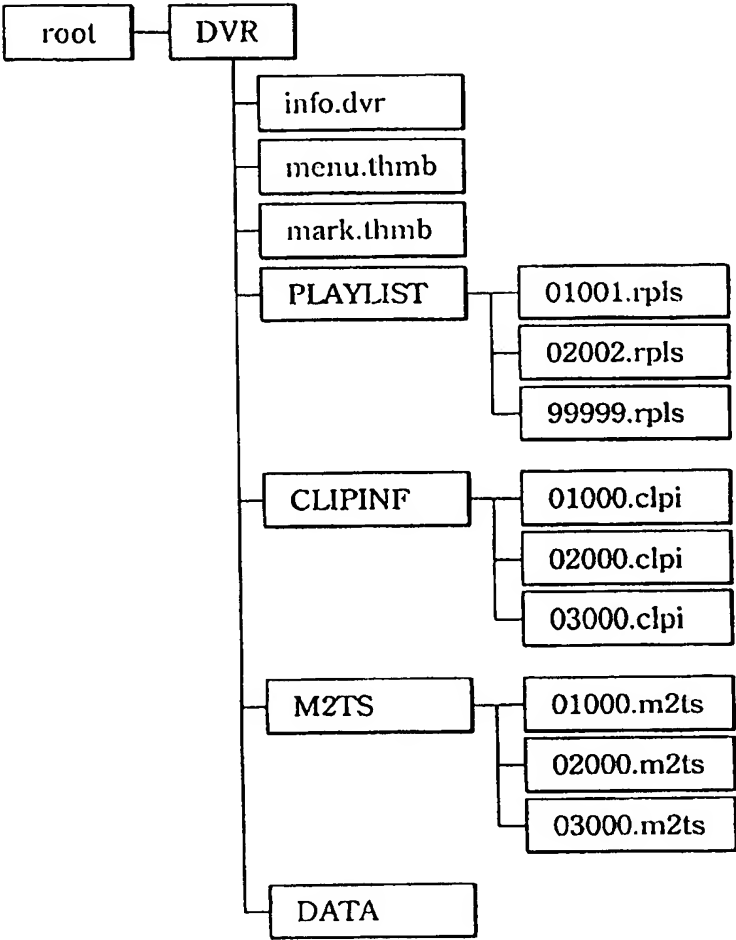 root DVR
info.dvr
menu.thmb
mark.thmb
PLAYLIST
01001.rpls
02002.rpls
99999.rpls
CLIPINF
01000.clpi
02000.clpi
03000.clpi
M2TS
01000.m2ts
02000.m2ts
03000.m2ts
DATA